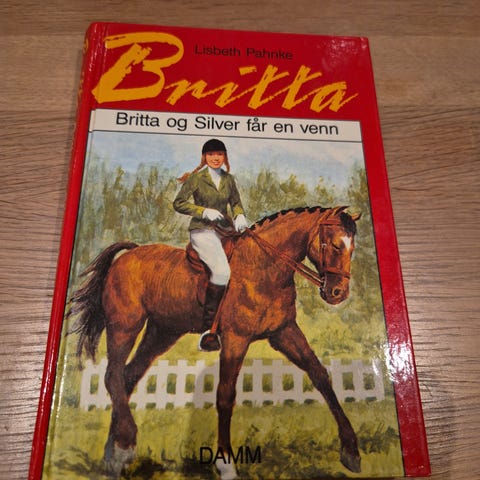 Lisbeth Pahnke
Britta
Britta og Silver får en venn
DAMM